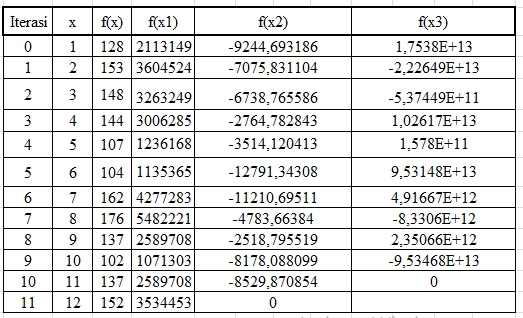 Iterasi x f(x) f(x1) f(x2) f(x3)
0 1 128 2113149 -9244,693186 1,7538E+13
1 2 153 3604524 -7075,831104 -2,22649E+13
2 3 148 3263249 -6738,765586 -5,37449E+11
3 4 144 3006285 -2764,782843 1,02617E+13
4 5 107 1236168 -3514,120413 1,578E+11
5 6 104 1135365 -12791,34308 9,53148E+13
6 7 162 4277283 -11210,69511 4,91667E+12
7 8 176 5482221 -4783,66384 -8,3306E+12
8 9 137 2589708 -2518,795519 2,35066E+12
9 10 102 1071303 -8178,088099 -9,53468E+13
10 11 137 2589708 -8529,870854 0
11 12 152 3534453 0